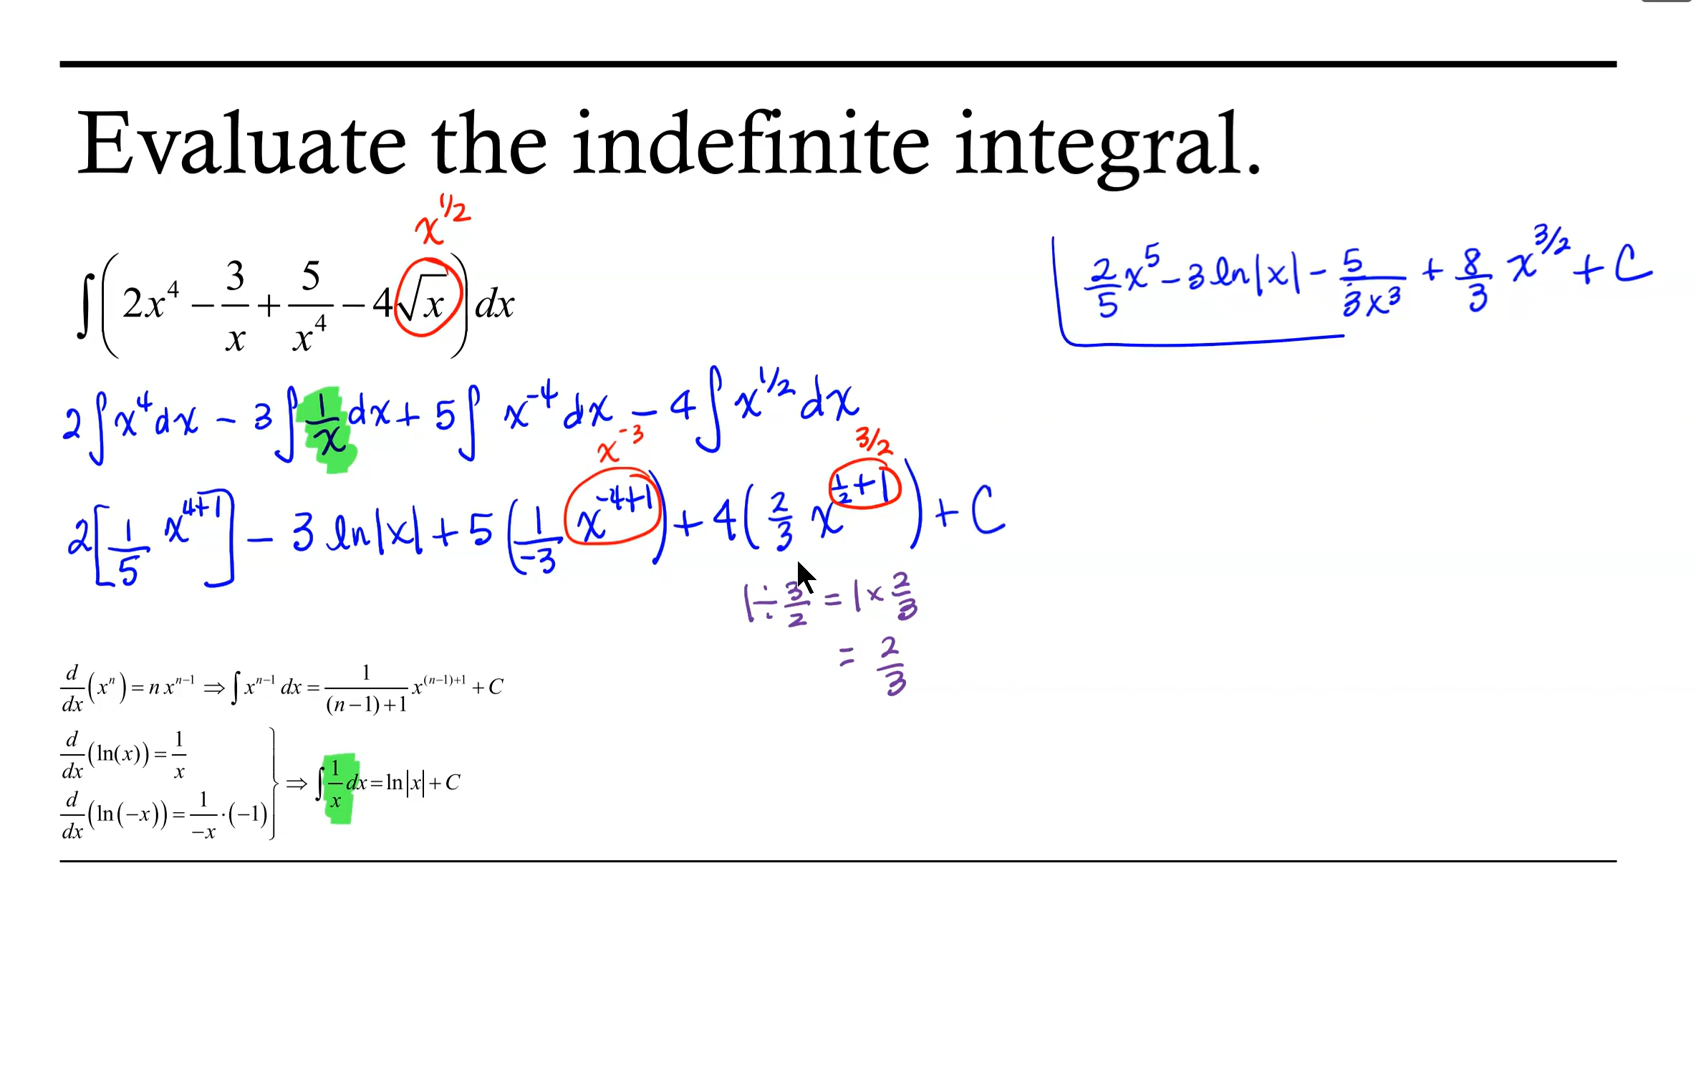 Evaluate the indefinite integral.
x^{1/2}
∫(2x^4 − 3/x + 5/x^4 − 4√x) dx
2∫x^4 dx − 3∫1/x dx + 5∫x^{-4} dx − 4∫x^{1/2} dx
x^{-3} 3/2
2[1/5 x^{4+1}] − 3 ln|x| + 5(1/-3 x^{-4+1}) + 4(2/3 x^{1/2+1}) + C
1 ÷ 3/2 = 1 × 2/3
= 2/3
2/5 x^5 − 3 ln|x| − 5/3x^3 + 8/3 x^{3/2} + C
d/dx (x^n) = n x^{n−1} ⇒ ∫x^{n−1} dx = 1/((n−1)+1) x^{(n−1)+1} + C
d/dx (ln(x)) = 1/x
d/dx (ln(−x)) = 1/−x · (−1)
} ⇒ ∫1/x dx = ln|x| + C